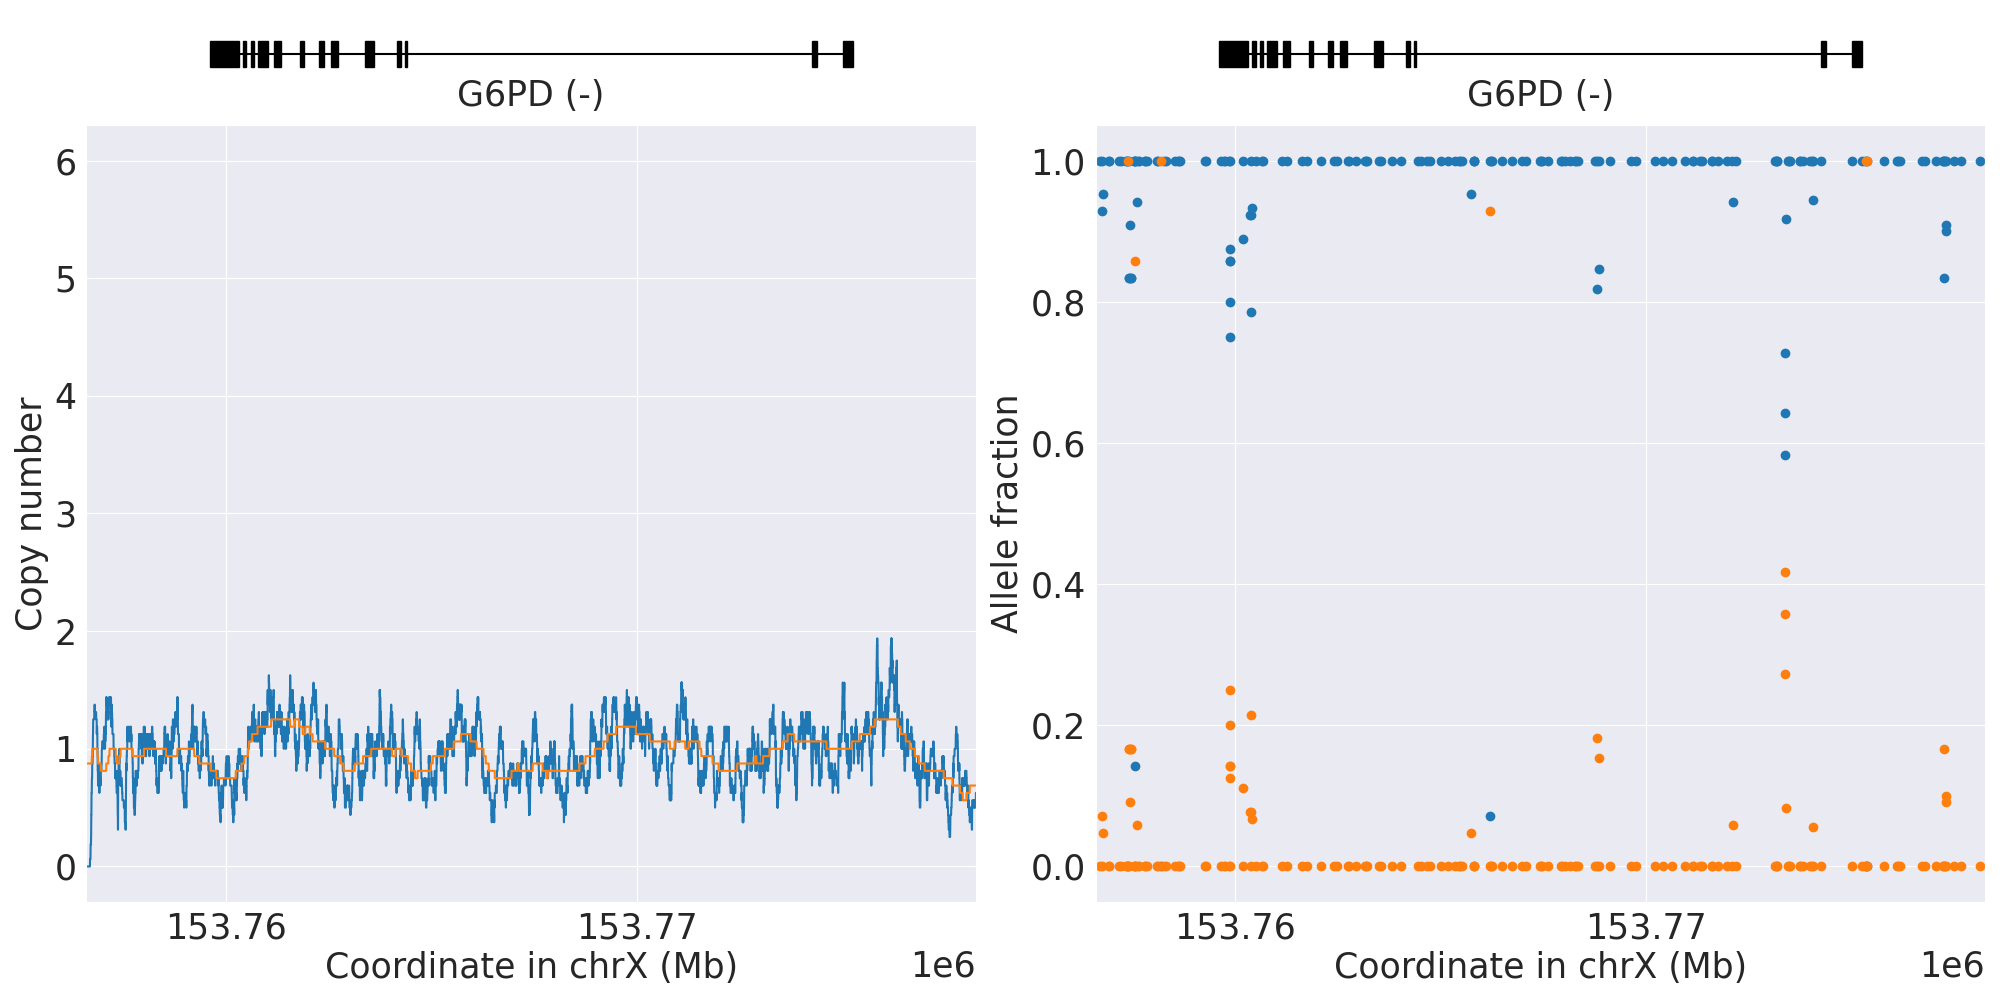 G6PD (-)
6
5
4
3
2
1
0
Copy number
153.76
153.77
Coordinate in chrX (Mb)
1e6
G6PD (-)
1.0
0.8
0.6
0.4
0.2
0.0
Allele fraction
153.76
153.77
Coordinate in chrX (Mb)
1e6